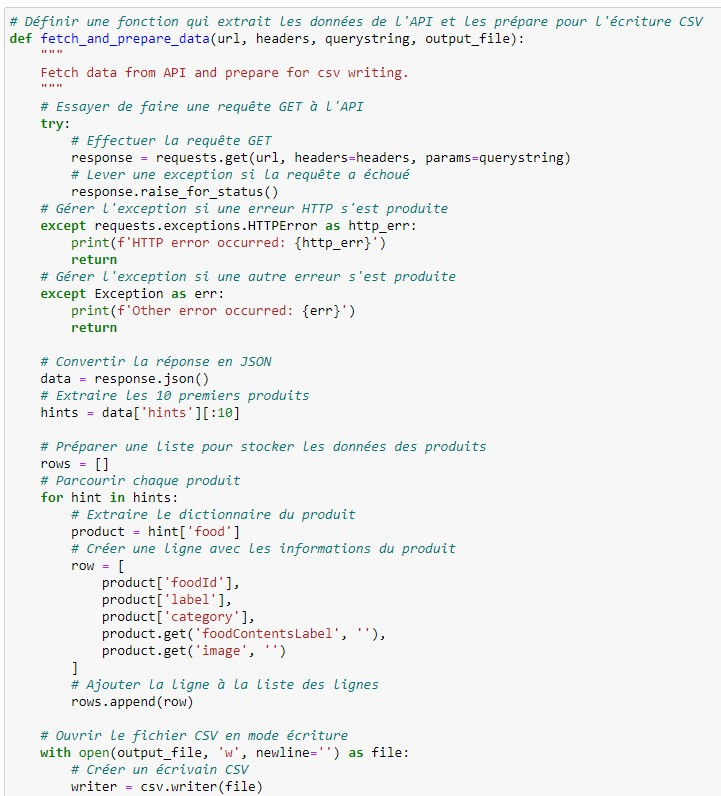 # Définir une fonction qui extrait les données de l'API et les prépare pour l'écriture CSV
def fetch_and_prepare_data(url, headers, querystring, output_file):
    """
    Fetch data from API and prepare for csv writing.
    """
    # Essayer de faire une requête GET à l'API
    try:
        # Effectuer la requête GET
        response = requests.get(url, headers=headers, params=querystring)
        # Lever une exception si la requête a échoué
        response.raise_for_status()
    # Gérer l'exception si une erreur HTTP s'est produite
    except requests.exceptions.HTTPError as http_err:
        print(f'HTTP error occurred: {http_err}')
        return
    # Gérer l'exception si une autre erreur s'est produite
    except Exception as err:
        print(f'Other error occurred: {err}')
        return

    # Convertir la réponse en JSON
    data = response.json()
    # Extraire les 10 premiers produits
    hints = data['hints'][:10]

    # Préparer une liste pour stocker les données des produits
    rows = []
    # Parcourir chaque produit
    for hint in hints:
        # Extraire le dictionnaire du produit
        product = hint['food']
        # Créer une ligne avec les informations du produit
        row = [
            product['foodId'],
            product['label'],
            product['category'],
            product.get('foodContentsLabel', ''),
            product.get('image', '')
        ]
        # Ajouter la ligne à la liste des lignes
        rows.append(row)

    # Ouvrir le fichier CSV en mode écriture
    with open(output_file, 'w', newline='') as file:
        # Créer un écrivain CSV
        writer = csv.writer(file)